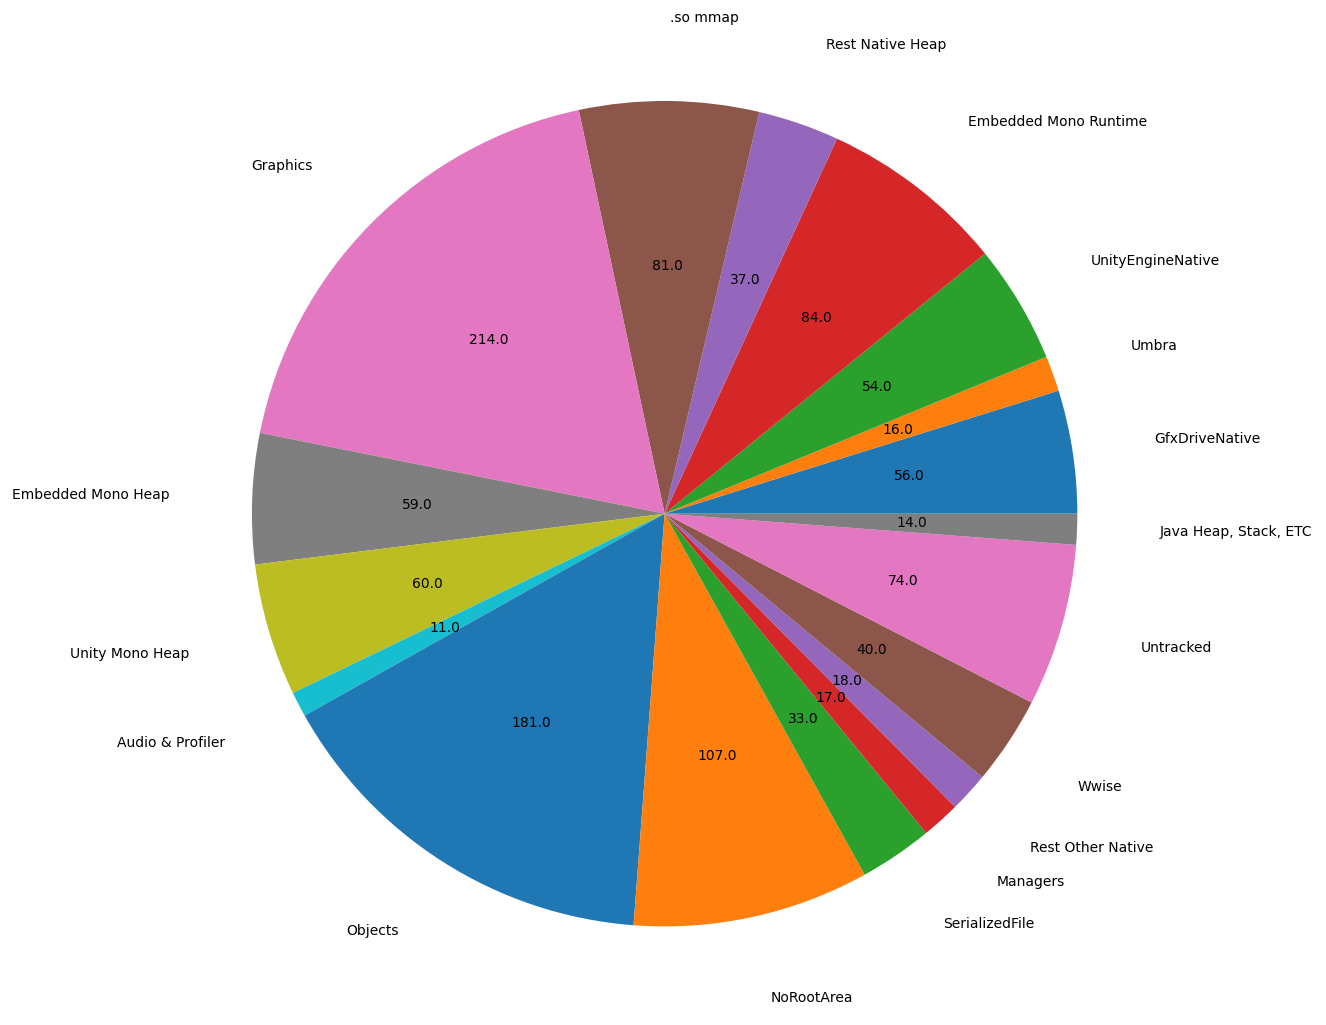 .so mmap
Rest Native Heap
Embedded Mono Runtime
Graphics
UnityEngineNative
81.0
37.0
84.0
214.0
Umbra
54.0
16.0
GfxDriveNative
56.0
Embedded Mono Heap
59.0
14.0
Java Heap, Stack, ETC
60.0
74.0
11.0
40.0
Untracked
Unity Mono Heap
18.0
17.0
33.0
181.0
Audio & Profiler
107.0
Wwise
Rest Other Native
Managers
SerializedFile
Objects
NoRootArea